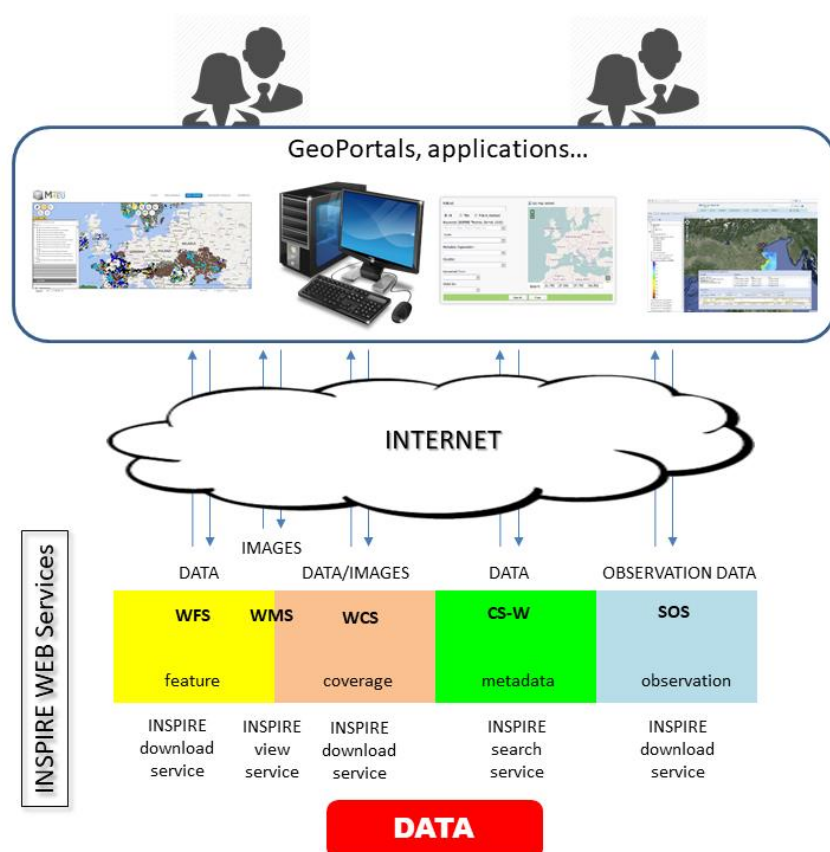 GeoPortals, applications...
INTERNET
INSPIRE WEB Services
IMAGES
DATA
DATA/IMAGES
DATA
OBSERVATION DATA
WFS
WMS
WCS
CS-W
SOS
feature
coverage
metadata
observation
INSPIRE
download
service
INSPIRE
view
service
INSPIRE
download
service
INSPIRE
search
service
INSPIRE
download
service
DATA